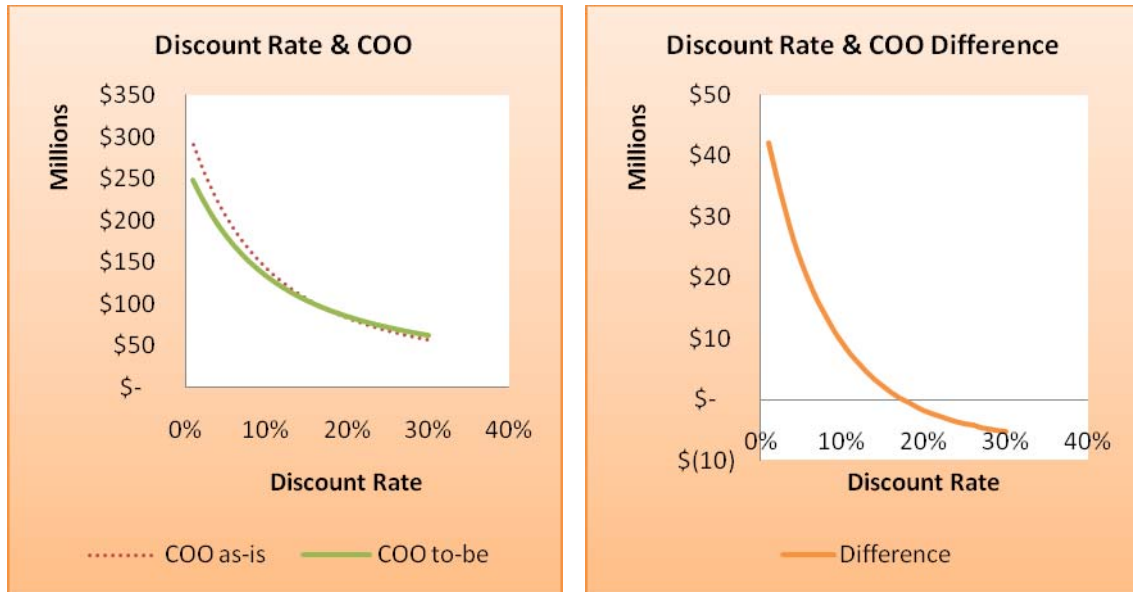 Discount Rate & COO
Millions
$350
$300
$250
$200
$150
$100
$50
$-
0% 10% 20% 30% 40%
Discount Rate
COO as-is COO to-be
Discount Rate & COO Difference
Millions
$50
$40
$30
$20
$10
$-
$(10)
0% 10% 20% 30% 40%
Discount Rate
Difference